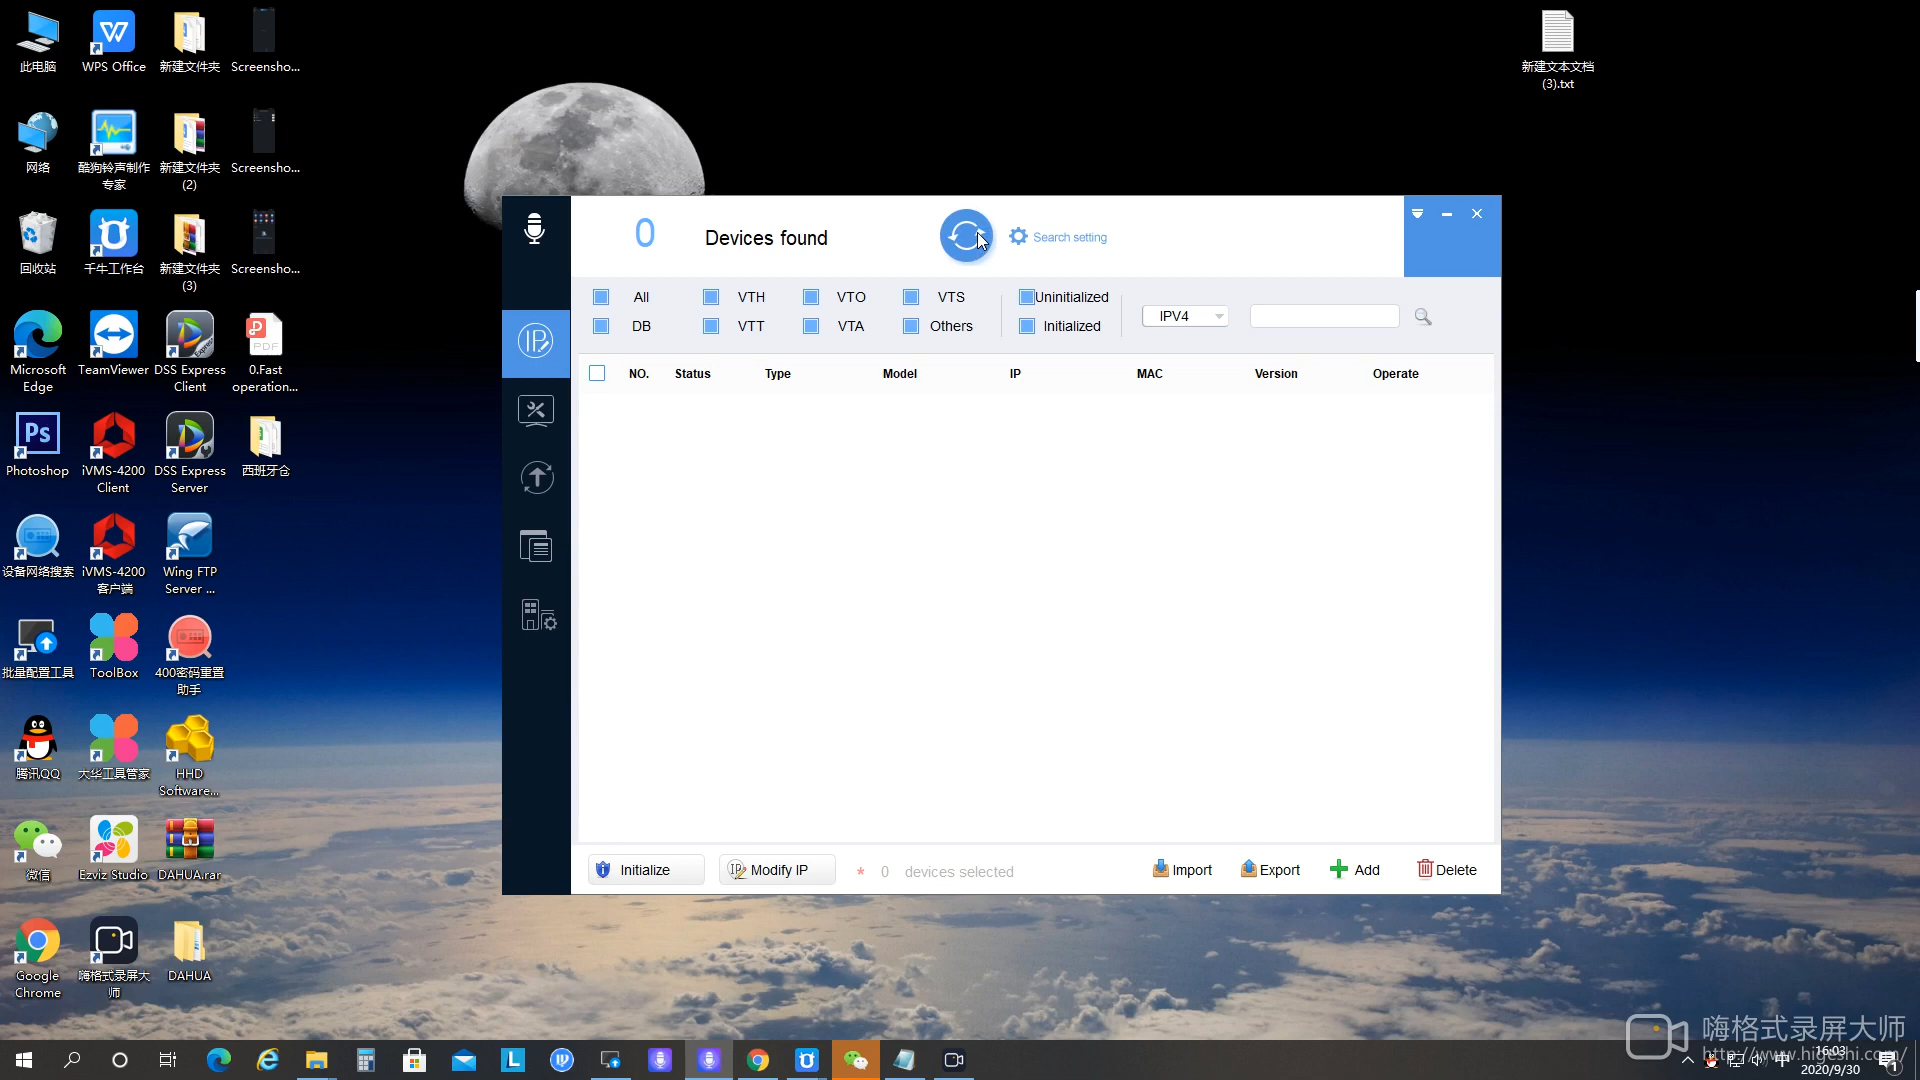 此电脑
WPS Office
新建文件夹
Screensho...
网络
酷狗铃声制作
专家
新建文件夹
(2)
Screensho...
回收站
千牛工作台
新建文件夹
(3)
Screensho...
Microsoft
Edge
TeamViewer
DSS Express
Client
0.Fast
operation...
Photoshop
iVMS-4200
Client
DSS Express
Server
西班牙仓
设备网络搜索
iVMS-4200
客户端
Wing FTP
Server ...
批量配置工具
ToolBox
400密码重置
助手
腾讯QQ
大华工具管家
HHD
Software...
微信
Ezviz Studio
DAHUA.rar
Google
Chrome
嗨格式录屏大
师
DAHUA
新建文本文档
(3).txt
0
Devices found
Search setting
All
VTH
VTO
VTS
Uninitialized
DB
VTT
VTA
Others
Initialized
IPV4
NO.
Status
Type
Model
IP
MAC
Version
Operate
Initialize
Modify IP
* 0 devices selected
Import
Export
Add
Delete
嗨格式录屏大师
http://www.higeshi.com/
中
16:03
2020/9/30
1